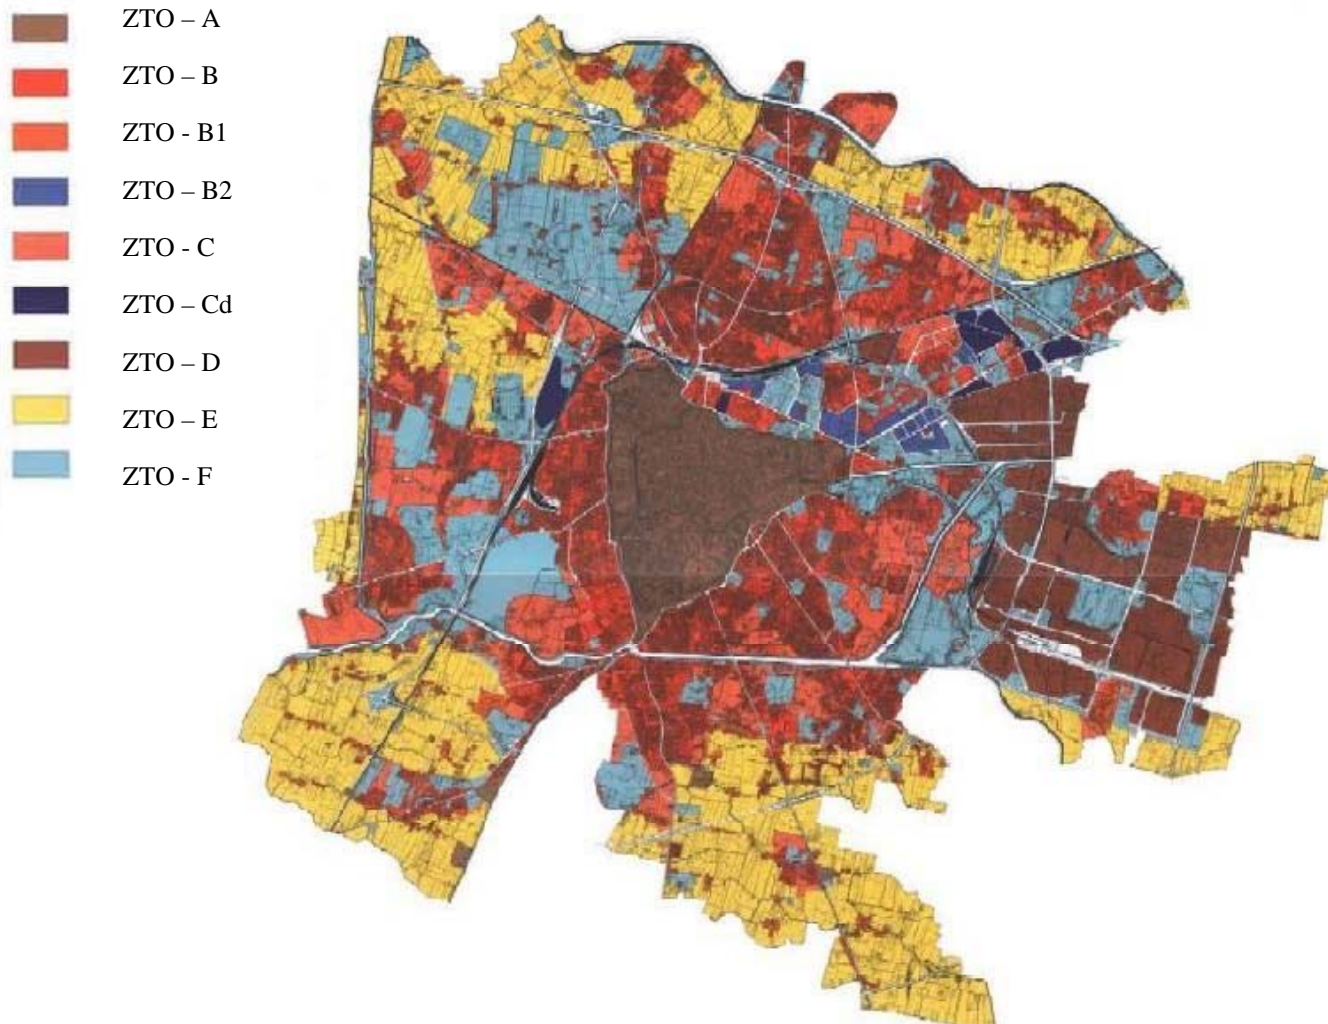 ZTO – A
ZTO – B
ZTO - B1
ZTO – B2
ZTO - C
ZTO – Cd
ZTO – D
ZTO – E
ZTO - F